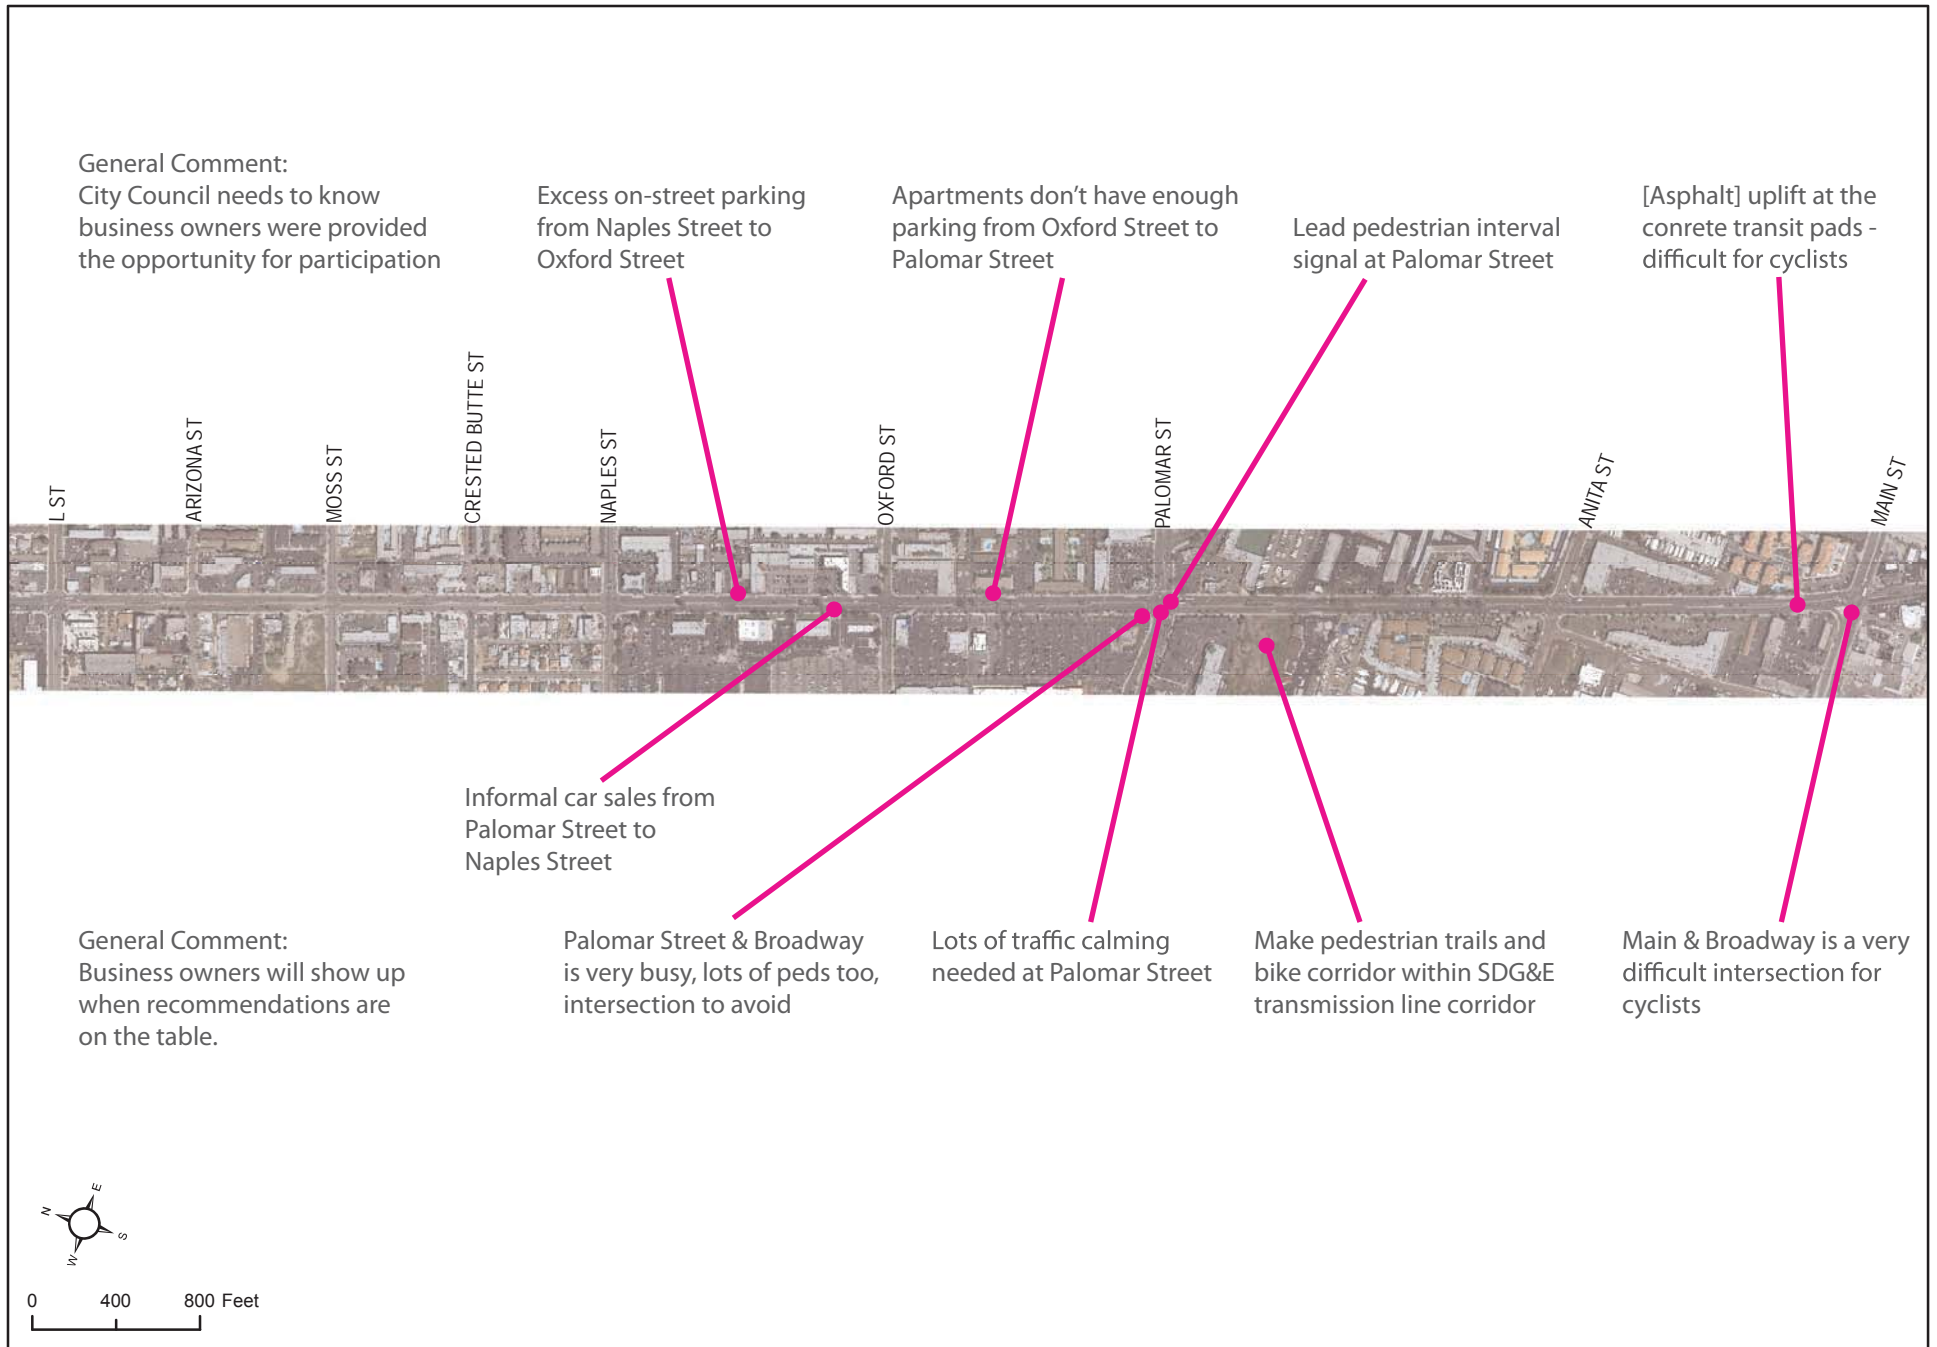 General Comment:
City Council needs to know
business owners were provided
the opportunity for participation
Excess on-street parking
from Naples Street to
Oxford Street
Apartments don't have enough
parking from Oxford Street to
Palomar Street
Lead pedestrian interval
signal at Palomar Street
[Asphalt] uplift at the
conrete transit pads -
difficult for cyclists
L ST
ARIZONA ST
MOSS ST
CRESTED BUTTE ST
NAPLES ST
OXFORD ST
PALOMAR ST
ANITA ST
MAIN ST
Informal car sales from
Palomar Street to
Naples Street
General Comment:
Business owners will show up
when recommendations are
on the table.
Palomar Street & Broadway
is very busy, lots of peds too,
intersection to avoid
Lots of traffic calming
needed at Palomar Street
Make pedestrian trails and
bike corridor within SDG&E
transmission line corridor
Main & Broadway is a very
difficult intersection for
cyclists
N
E
S
W
0 400 800 Feet